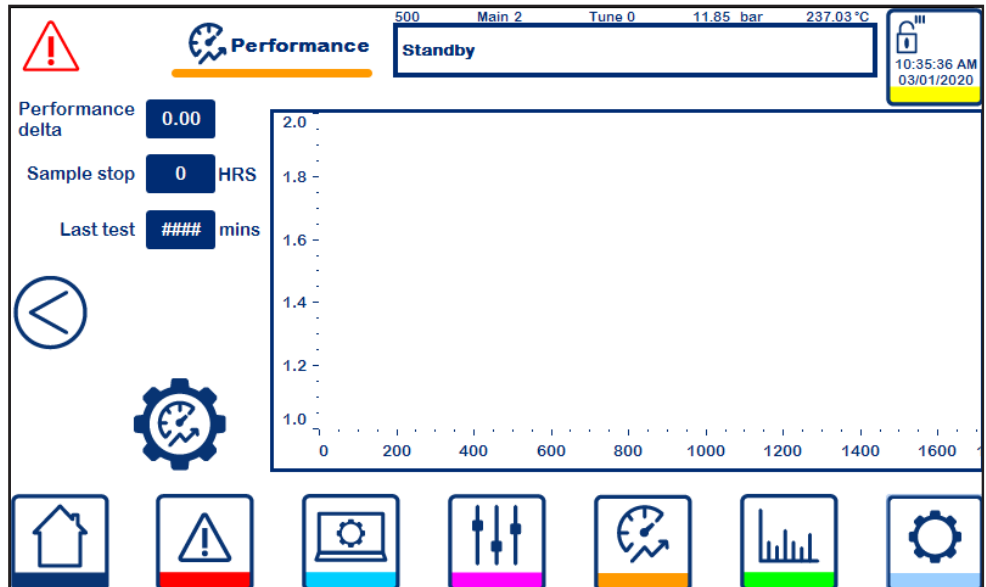 500 Main 2 Tune 0 11.85 bar 237.03 °C
Performance
Standby
10:35:36 AM
03/01/2020
Performance
delta
0.00
Sample stop 0 HRS
Last test #### mins
2.0
1.8
1.6
1.4
1.2
1.0
0 200 400 600 800 1000 1200 1400 1600